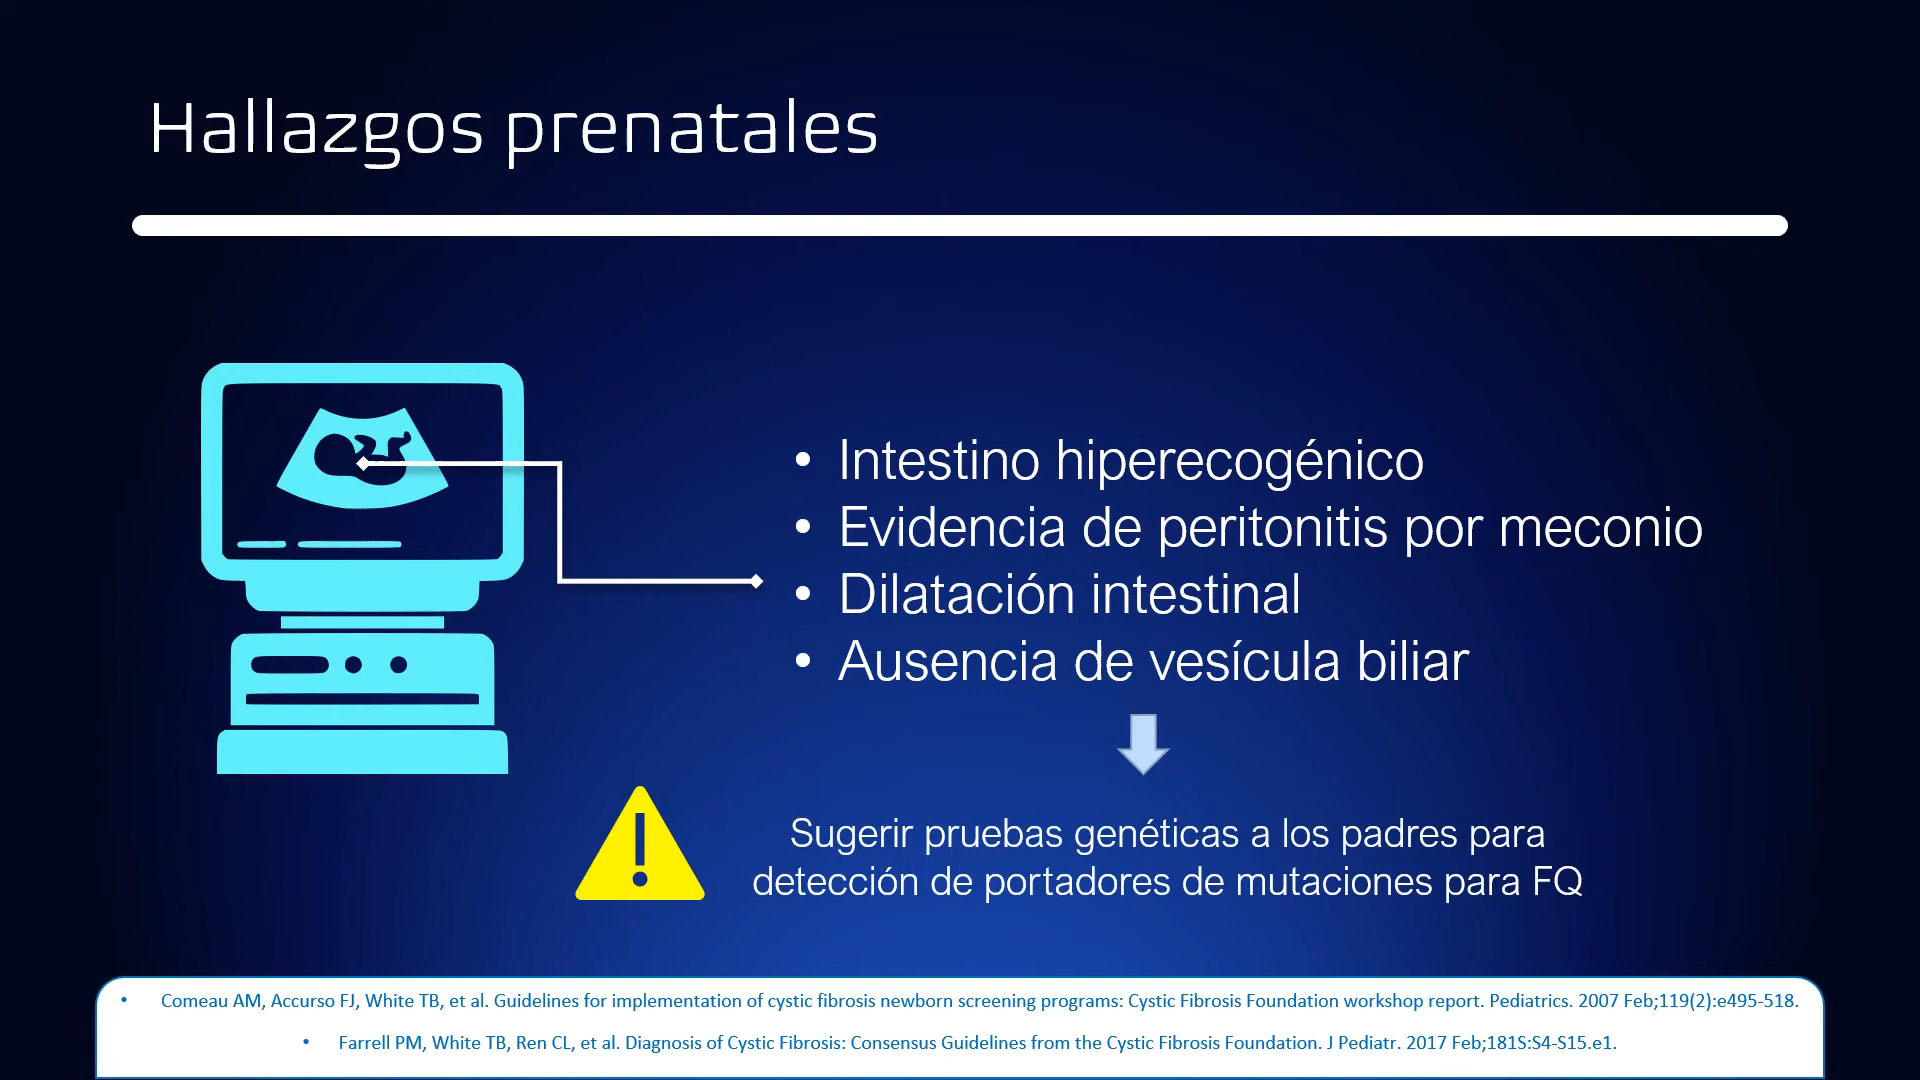 Hallazgos prenatales
• Intestino hiperecogénico
• Evidencia de peritonitis por meconio
• Dilatación intestinal
• Ausencia de vesícula biliar
Sugerir pruebas genéticas a los padres para
detección de portadores de mutaciones para FQ
• Comeau AM, Accurso FJ, White TB, et al. Guidelines for implementation of cystic fibrosis newborn screening programs: Cystic Fibrosis Foundation workshop report. Pediatrics. 2007 Feb;119(2):e495-518.
• Farrell PM, White TB, Ren CL, et al. Diagnosis of Cystic Fibrosis: Consensus Guidelines from the Cystic Fibrosis Foundation. J Pediatr. 2017 Feb;181S:S4-S15.e1.